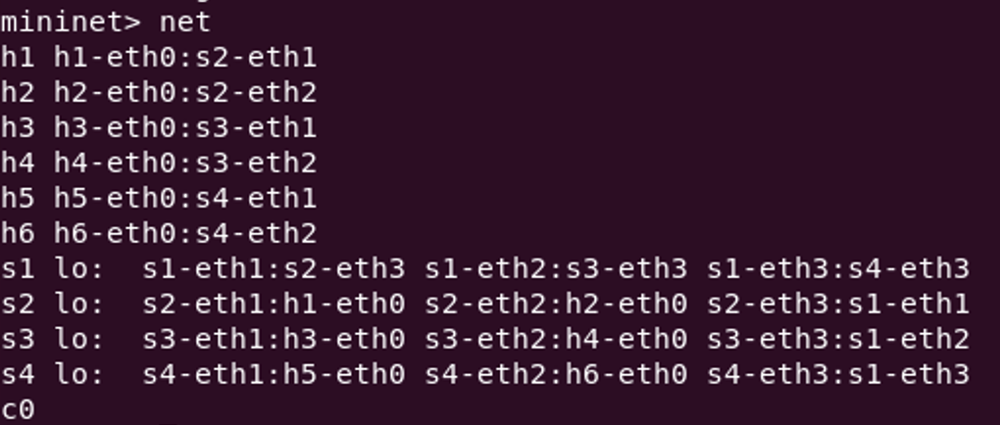 mininet> net
h1 h1-eth0:s2-eth1
h2 h2-eth0:s2-eth2
h3 h3-eth0:s3-eth1
h4 h4-eth0:s3-eth2
h5 h5-eth0:s4-eth1
h6 h6-eth0:s4-eth2
s1 lo:  s1-eth1:s2-eth3 s1-eth2:s3-eth3 s1-eth3:s4-eth3
s2 lo:  s2-eth1:h1-eth0 s2-eth2:h2-eth0 s2-eth3:s1-eth1
s3 lo:  s3-eth1:h3-eth0 s3-eth2:h4-eth0 s3-eth3:s1-eth2
s4 lo:  s4-eth1:h5-eth0 s4-eth2:h6-eth0 s4-eth3:s1-eth3
c0